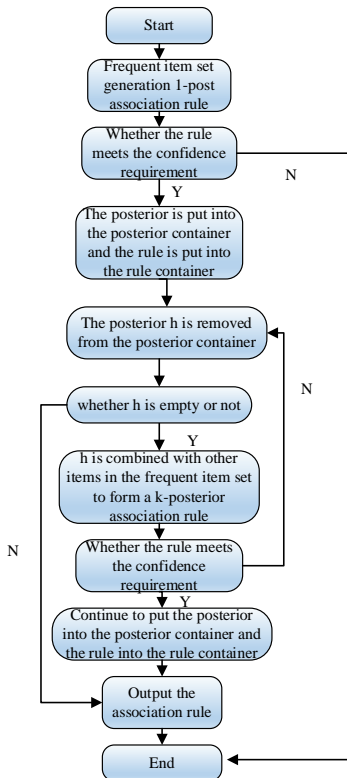 Start
Frequent item set
generation 1-post
association rule
Whether the rule
meets the confidence
requirement
N
Y
The posterior is put into
the posterior container
and the rule is put into
the rule container
The posterior h is removed
from the posterior container
N
whether h is empty or not
Y
h is combined with other
items in the frequent item set
to form a k-posterior
association rule
N
Whether the rule meets
the confidence
requirement
Y
Continue to put the posterior
into the posterior container and
the rule into the rule container
Output the
association rule
End